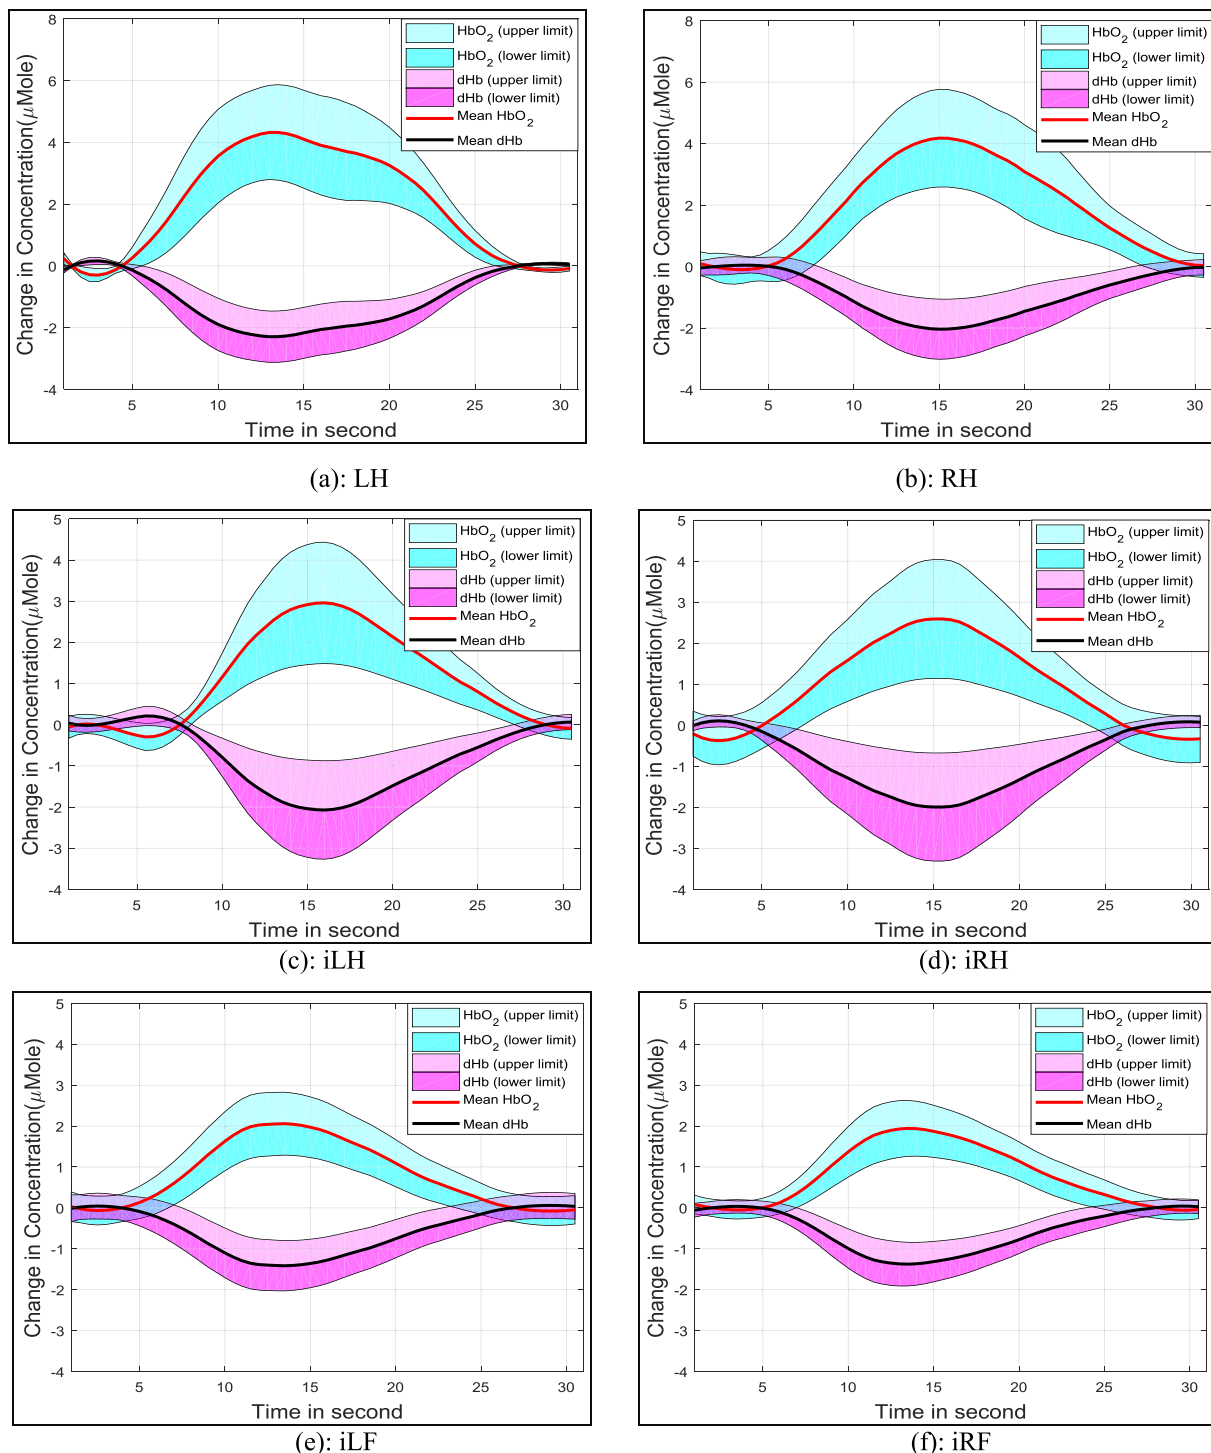 8
6
4
2
0
-2
-4
Change in Concentration(μMole)
5 10 15 20 25 30
Time in second
HbO2 (upper limit)
HbO2 (lower limit)
dHb (upper limit)
dHb (lower limit)
Mean HbO2
Mean dHb
(a): LH
8
6
4
2
0
-2
-4
Change in Concentration(μMole)
5 10 15 20 25 30
Time in second
HbO2 (upper limit)
HbO2 (lower limit)
dHb (upper limit)
dHb (lower limit)
Mean HbO2
Mean dHb
(b): RH
5
4
3
2
1
0
-1
-2
-3
-4
Change in Concentration(μMole)
5 10 15 20 25 30
Time in second
HbO2 (upper limit)
HbO2 (lower limit)
dHb (upper limit)
dHb (lower limit)
Mean HbO2
Mean dHb
(c): iLH
5
4
3
2
1
0
-1
-2
-3
-4
Change in Concentration(μMole)
5 10 15 20 25 30
Time in second
HbO2 (upper limit)
HbO2 (lower limit)
dHb (upper limit)
dHb (lower limit)
Mean HbO2
Mean dHb
(d): iRH
5
4
3
2
1
0
-1
-2
-3
-4
Change in Concentration(μMole)
5 10 15 20 25 30
Time in second
HbO2 (upper limit)
HbO2 (lower limit)
dHb (upper limit)
dHb (lower limit)
Mean HbO2
Mean dHb
(e): iLF
5
4
3
2
1
0
-1
-2
-3
-4
Change in Concentration(μMole)
5 10 15 20 25 30
Time in second
HbO2 (upper limit)
HbO2 (lower limit)
dHb (upper limit)
dHb (lower limit)
Mean HbO2
Mean dHb
(f): iRF